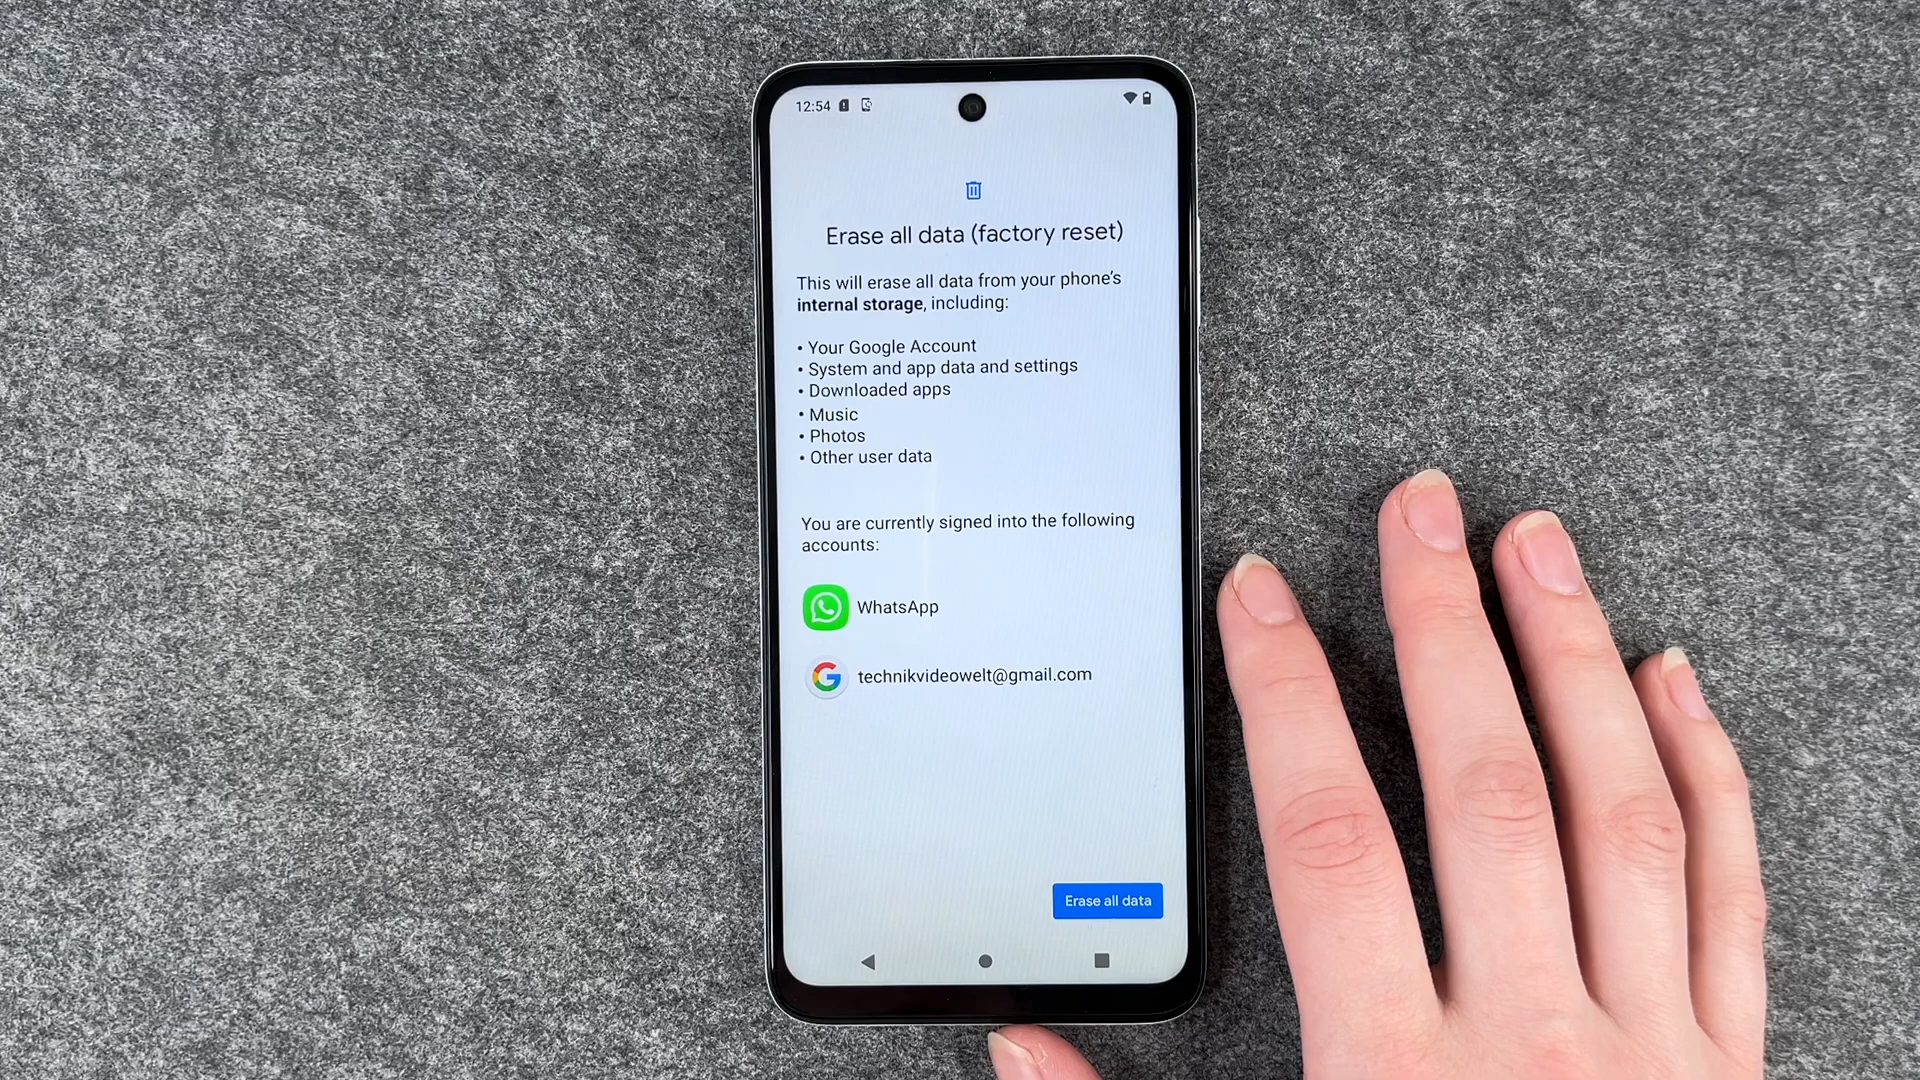 12:54
Erase all data (factory reset)
This will erase all data from your phone's
internal storage, including:
• Your Google Account
• System and app data and settings
• Downloaded apps
• Music
• Photos
• Other user data
You are currently signed into the following
accounts:
WhatsApp
technikvideowelt@gmail.com
Erase all data